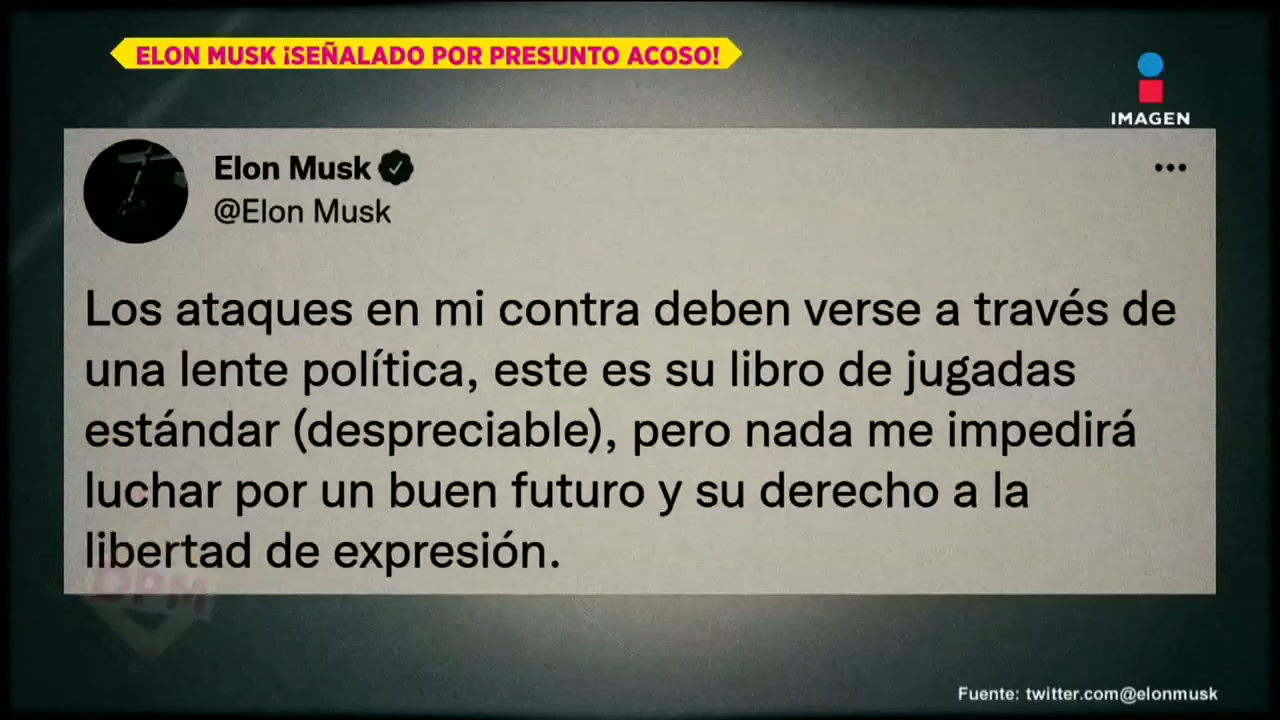 ELON MUSK ¡SEÑALADO POR PRESUNTO ACOSO!
IMAGEN
Elon Musk
@Elon Musk
Los ataques en mi contra deben verse a través de
una lente política, este es su libro de jugadas
estándar (despreciable), pero nada me impedirá
luchar por un buen futuro y su derecho a la
libertad de expresión.
DPM
Fuente: twitter.com@elonmusk